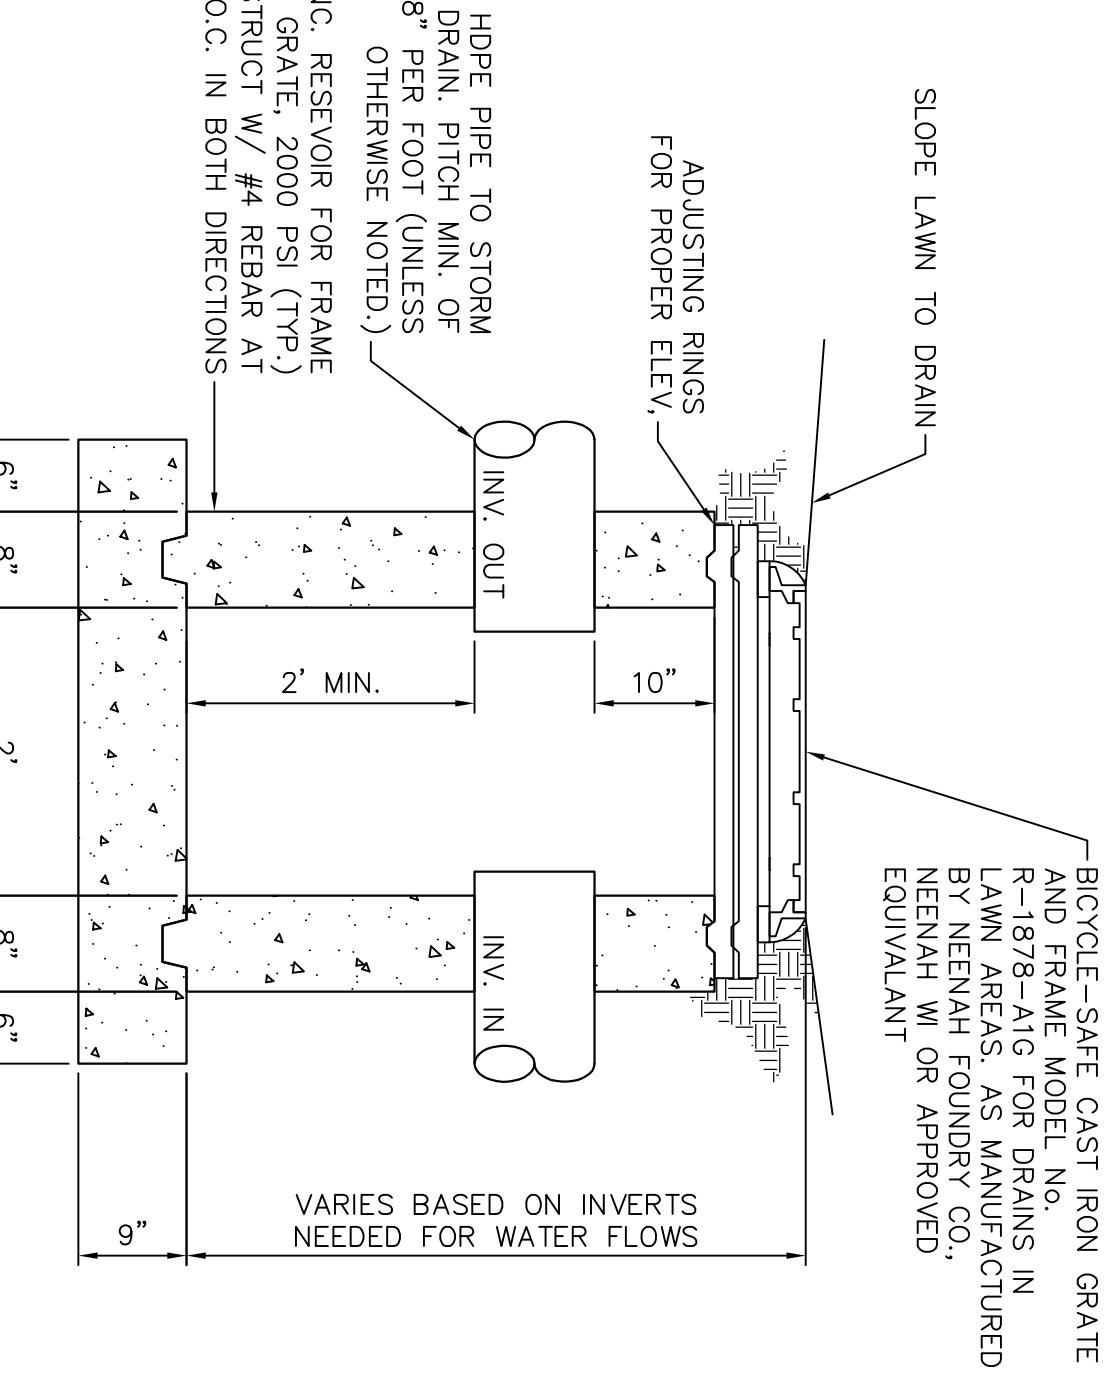 SLOPE LAWN TO DRAIN
BICYCLE-SAFE CAST IRON GRATE
AND FRAME MODEL No.
R-1878-A1G FOR DRAINS IN
LAWN AREAS. AS MANUFACTURED
BY NEENAH FOUNDRY CO.,
NEENAH WI OR APPROVED
EQUIVALANT
ADJUSTING RINGS
FOR PROPER ELEV,
HDPE PIPE TO STORM
DRAIN. PITCH MIN. OF
8" PER FOOT (UNLESS
OTHERWISE NOTED.)
NC. RESEVOIR FOR FRAME
GRATE, 2000 PSI (TYP.)
STRUCT W/ #4 REBAR AT
O.C. IN BOTH DIRECTIONS
INV. OUT
INV. IN
10"
2' MIN.
VARIES BASED ON INVERTS
NEEDED FOR WATER FLOWS
9"
6"
8"
2'
8"
6"